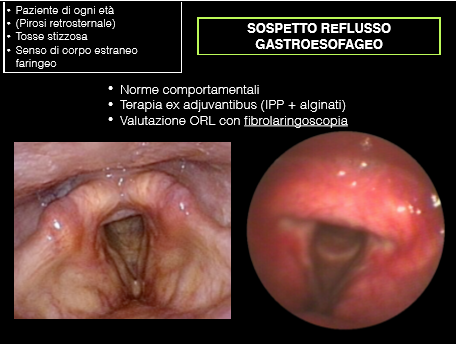 • Paziente di ogni età
• (Pirosi retrosternale)
• Tosse stizzosa
• Senso di corpo estraneo
faringeo
SOSPETTO REFLUSSO
GASTROESOFAGEO
• Norme comportamentali
• Terapia ex adjuvantibus (IPP + alginati)
• Valutazione ORL con fibrolaringoscopia